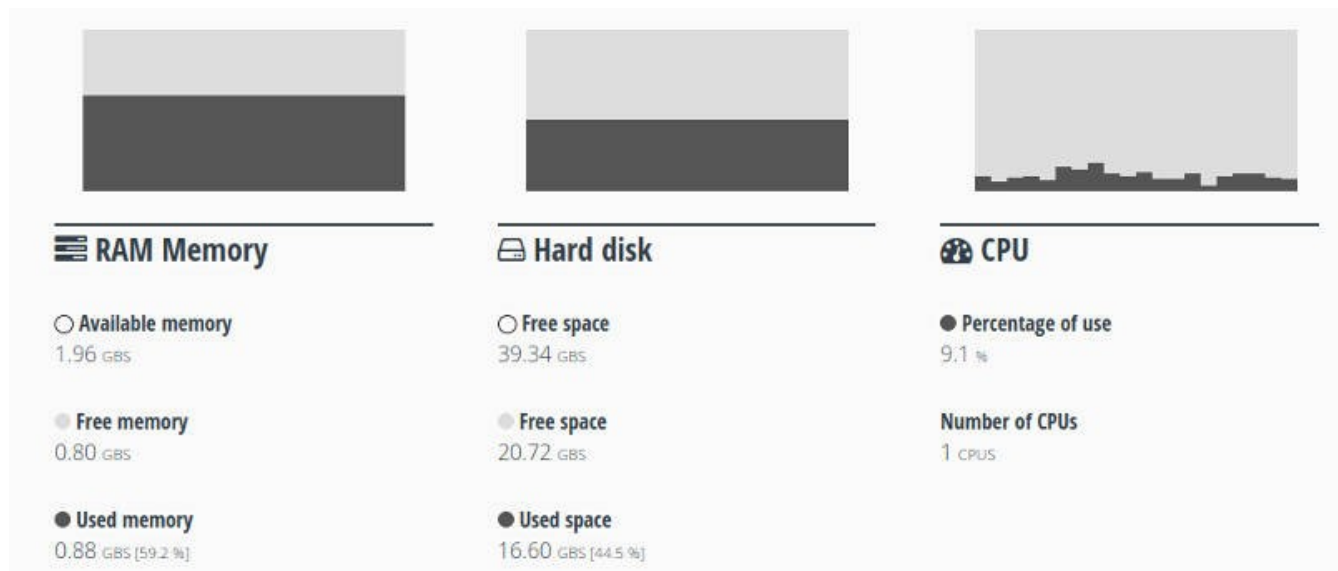 RAM Memory
Available memory
1.96 GBS
Free memory
0.80 GBS
Used memory
0.88 GBS [59.2 %]
Hard disk
Free space
39.34 GBS
Free space
20.72 GBS
Used space
16.60 GBS [44.5 %]
CPU
Percentage of use
9.1 %
Number of CPUs
1 CPUS